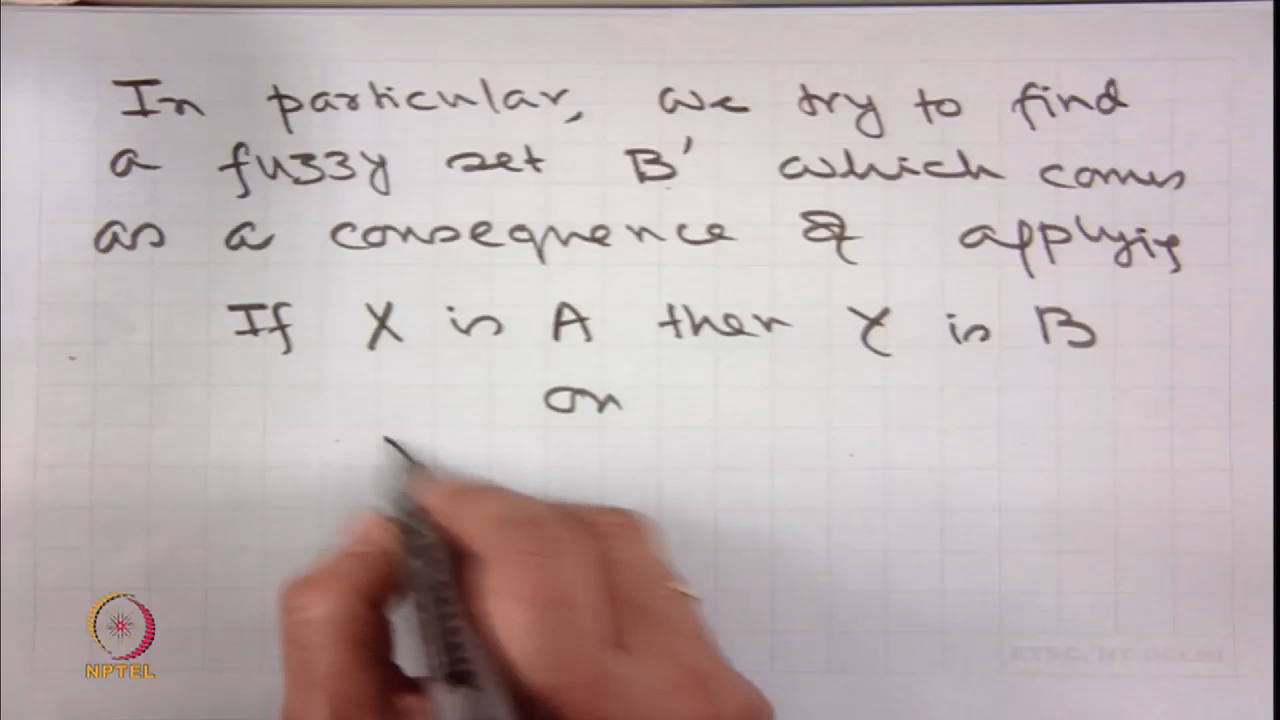 In particular, we try to find
a fuzzy set B' which comes
as a consequence of applying
If X is A then Y is B
on
NPTEL